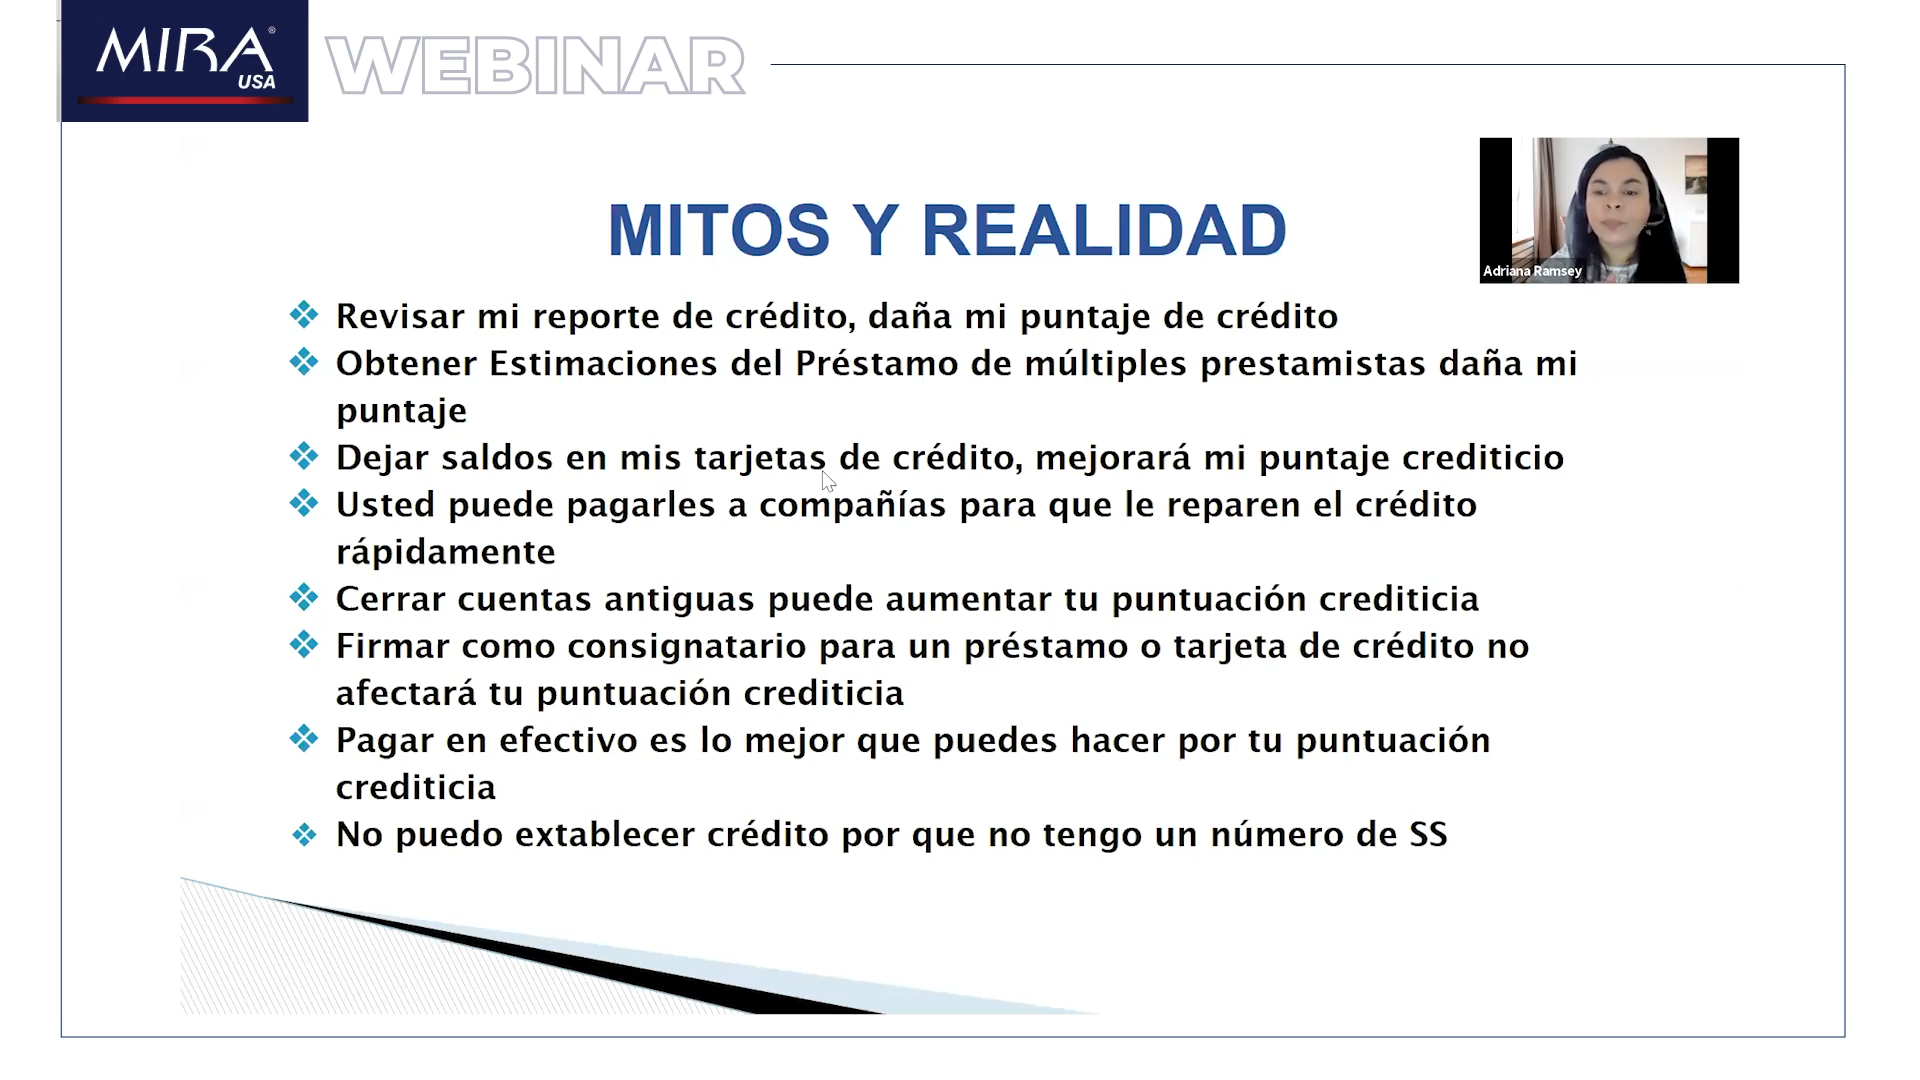 MIRA®
USA
WEBINAR
Adriana Ramsey
MITOS Y REALIDAD
Revisar mi reporte de crédito, daña mi puntaje de crédito
Obtener Estimaciones del Préstamo de múltiples prestamistas daña mi
puntaje
Dejar saldos en mis tarjetas de crédito, mejorará mi puntaje crediticio
Usted puede pagarles a compañías para que le reparen el crédito
rápidamente
Cerrar cuentas antiguas puede aumentar tu puntuación crediticia
Firmar como consignatario para un préstamo o tarjeta de crédito no
afectará tu puntuación crediticia
Pagar en efectivo es lo mejor que puedes hacer por tu puntuación
crediticia
No puedo extablecer crédito por que no tengo un número de SS